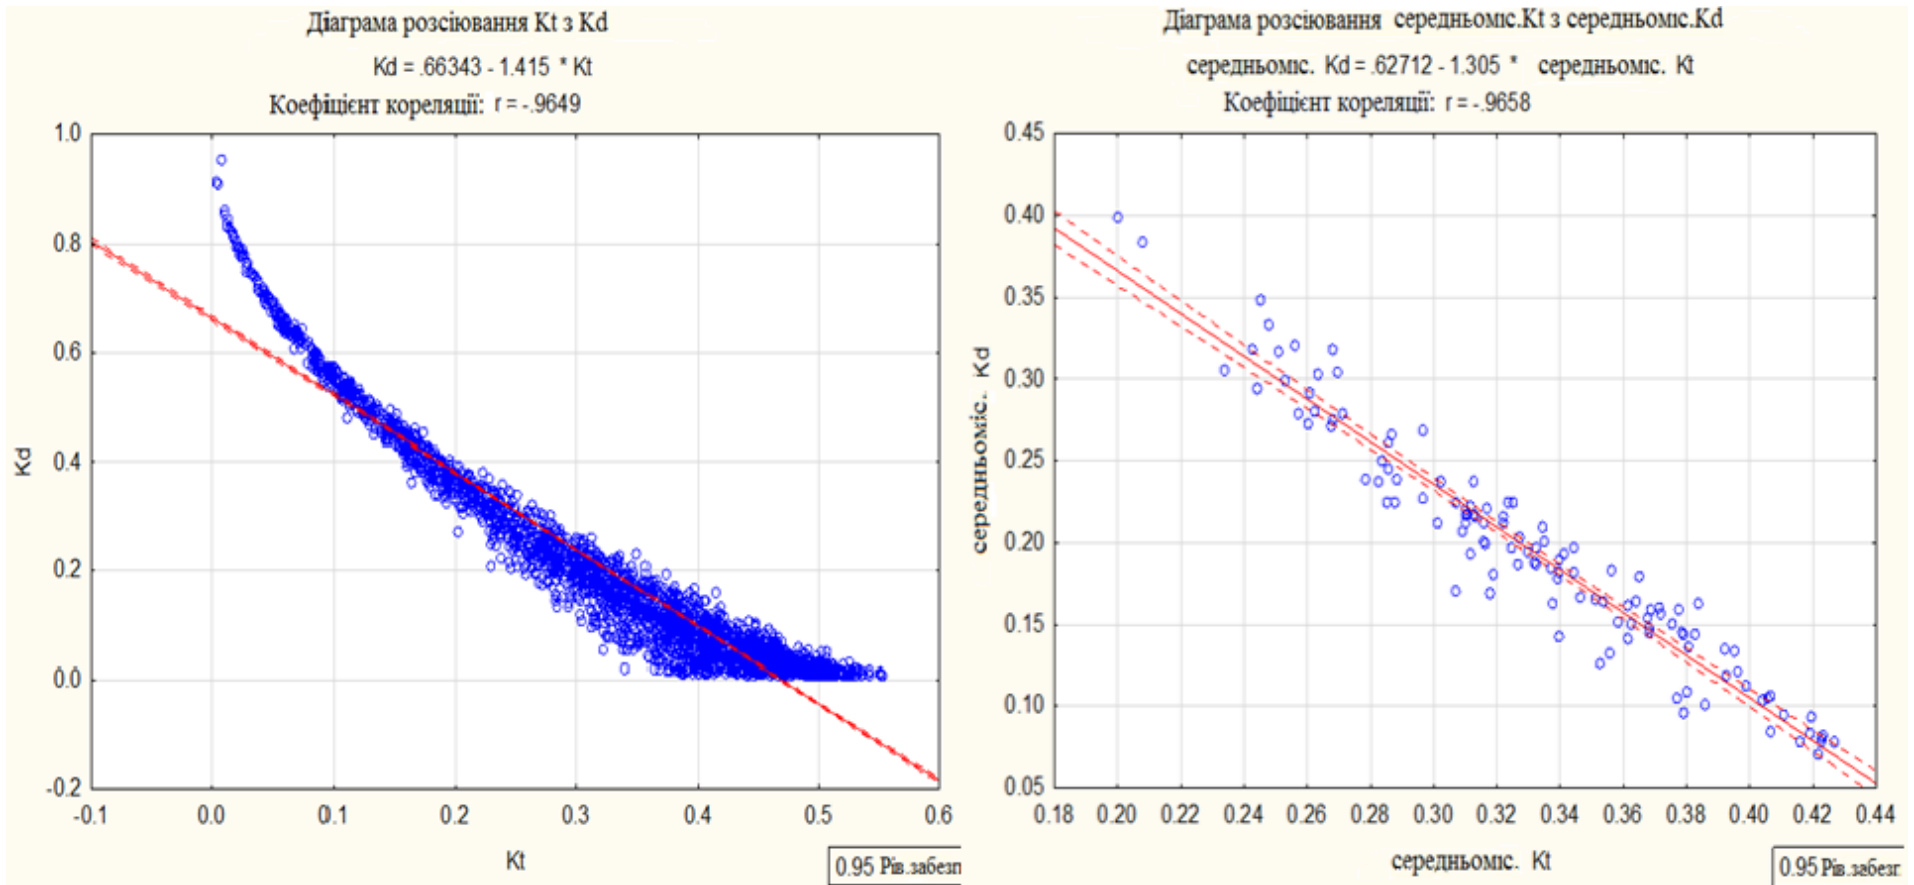 Діаграма розсіювання Kt з Kd
Kd = .66343 - 1.415 * Kt
Коефіцієнт кореляції: r = -.9649
1.0
0.8
0.6
0.4
0.2
0.0
-0.2
Kd
-0.1 0.0 0.1 0.2 0.3 0.4 0.5 0.6
Kt
0.95 Рів.забезп
Діаграма розсіювання середньоміс.Kt з середньоміс.Kd
середньоміс. Kd = .62712 - 1.305 * середньоміс. Kt
Коефіцієнт кореляції: r = -.9658
0.45
0.40
0.35
0.30
0.25
0.20
0.15
0.10
0.05
середньоміс. Kd
0.18 0.20 0.22 0.24 0.26 0.28 0.30 0.32 0.34 0.36 0.38 0.40 0.42 0.44
середньоміс. Kt
0.95 Рів.забезп